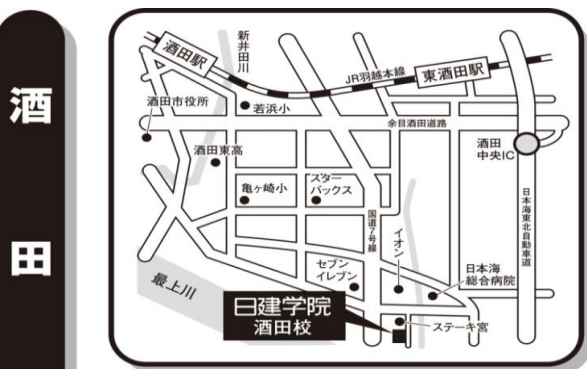 酒田
酒田駅
新井田川
JR羽越本線
東酒田駅
酒田市役所
若浜小
余目酒田道路
酒田東高
酒田
中央IC
亀ヶ崎小
スター
バックス
国道7号線
イオン
日本海東北自動車道
セブン
イレブン
日本海
総合病院
最上川
日建学院
酒田校
ステーキ宮